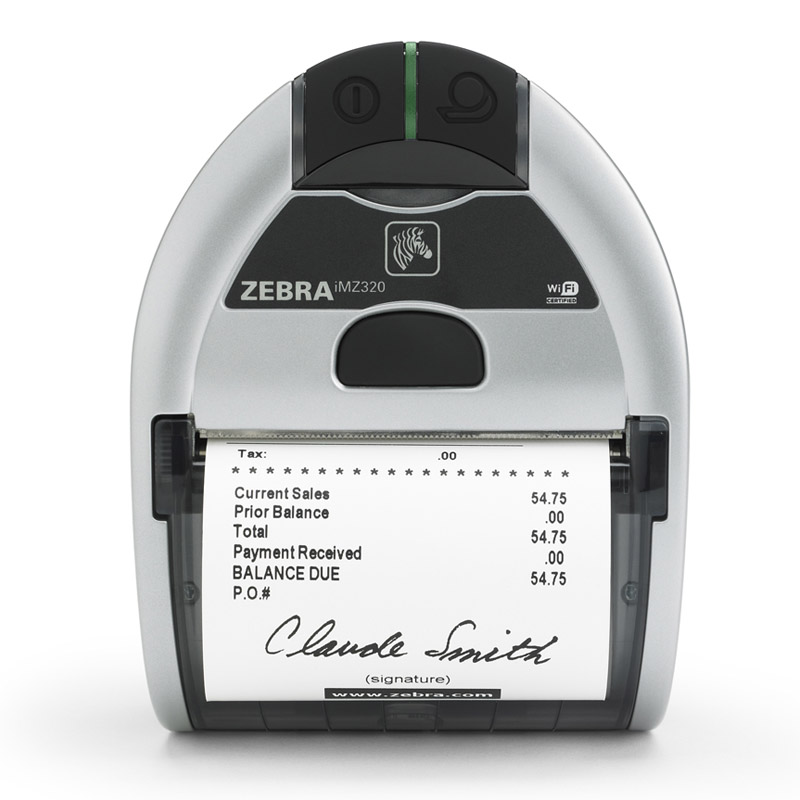 ZEBRA iMZ320
WiFi
CERTIFIED
Tax: .00
* * * * * * * * * * * * * * * * * * * *
Current Sales 54.75
Prior Balance .00
Total 54.75
Payment Received .00
BALANCE DUE 54.75
P.O.#
Claude Smith
(signature)
www.zebra.com